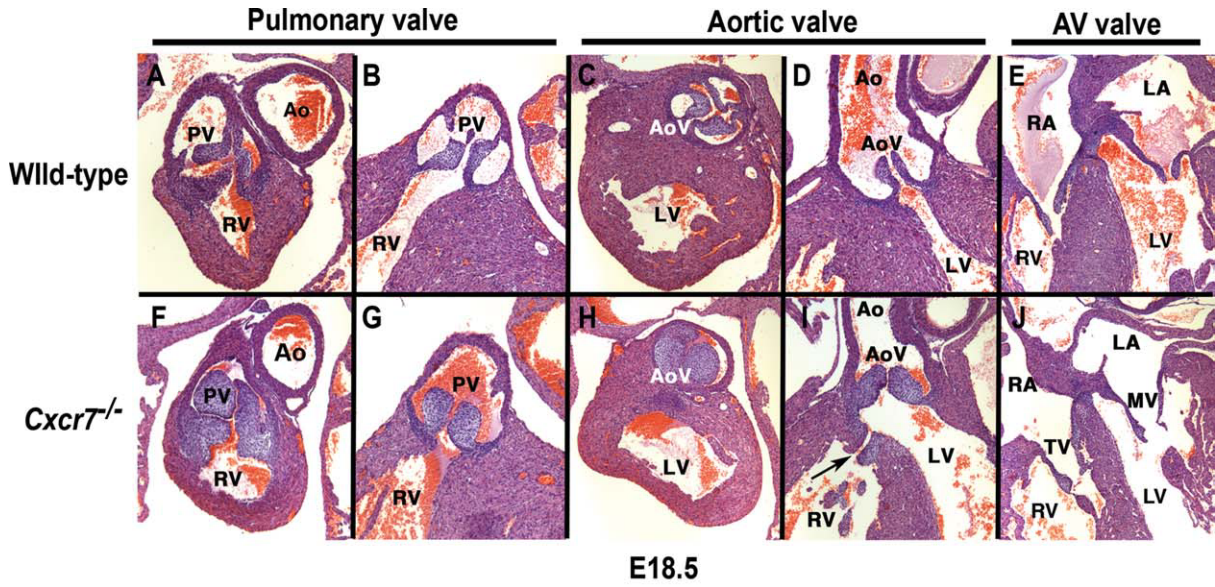 Pulmonary valve Aortic valve AV valve
WIld-type
A PV Ao RV
B PV RV
C AoV LV
D Ao AoV LV
E RA LA RV LV
Cxcr7-/-
F Ao PV RV
G PV RV
H AoV LV
I Ao AoV LV RV
J LA RA MV TV LV RV
E18.5